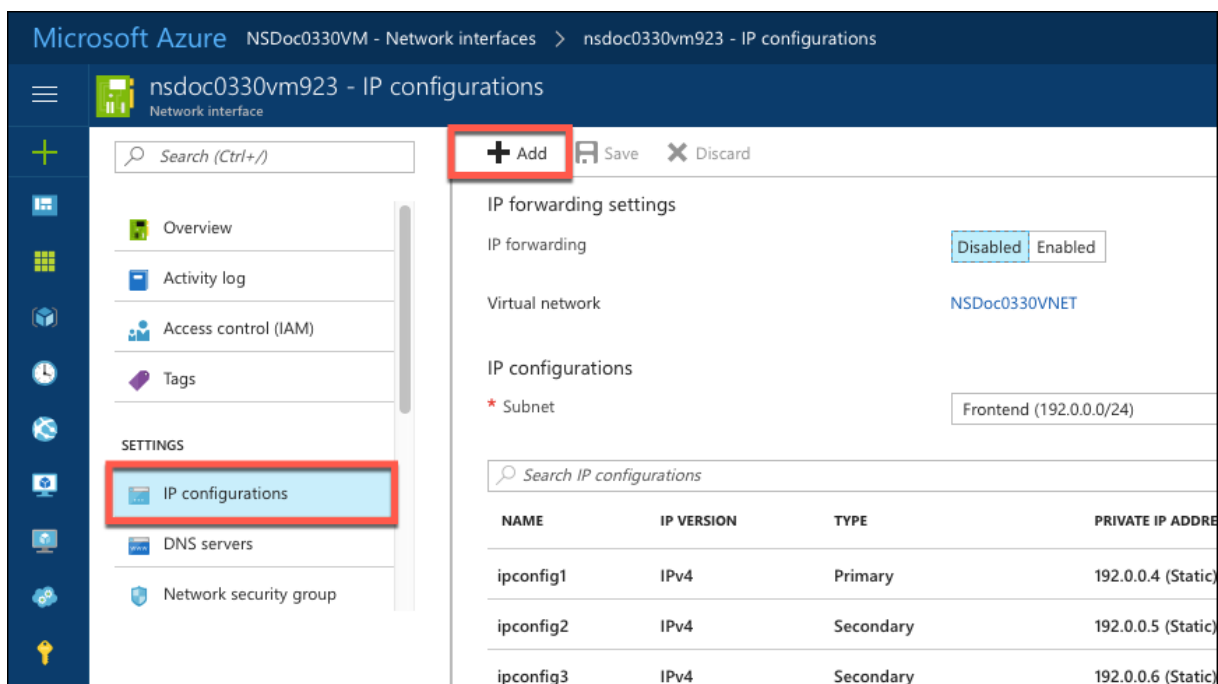 Microsoft Azure NSDoc0330VM - Network interfaces > nsdoc0330vm923 - IP configurations
nsdoc0330vm923 - IP configurations
Network interface
Search (Ctrl+/)
Overview
Activity log
Access control (IAM)
Tags
SETTINGS
IP configurations
DNS servers
Network security group
Add Save Discard
IP forwarding settings
IP forwarding Disabled Enabled
Virtual network NSDoc0330VNET
IP configurations
* Subnet Frontend (192.0.0.0/24)
Search IP configurations
NAME IP VERSION TYPE PRIVATE IP ADDRE
ipconfig1 IPv4 Primary 192.0.0.4 (Static)
ipconfig2 IPv4 Secondary 192.0.0.5 (Static)
ipconfig3 IPv4 Secondary 192.0.0.6 (Static)